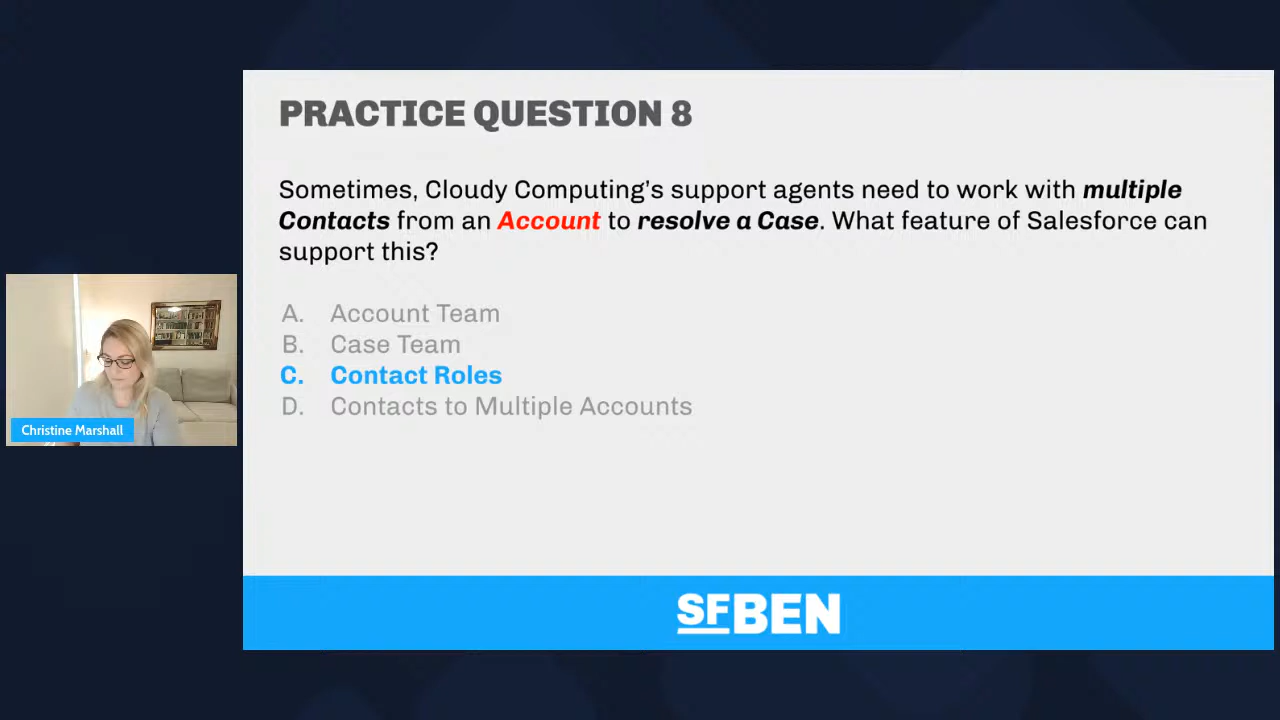 PRACTICE QUESTION 8
Sometimes, Cloudy Computing’s support agents need to work with multiple
Contacts from an Account to resolve a Case. What feature of Salesforce can
support this?
A. Account Team
B. Case Team
C. Contact Roles
D. Contacts to Multiple Accounts
Christine Marshall
SFBEN